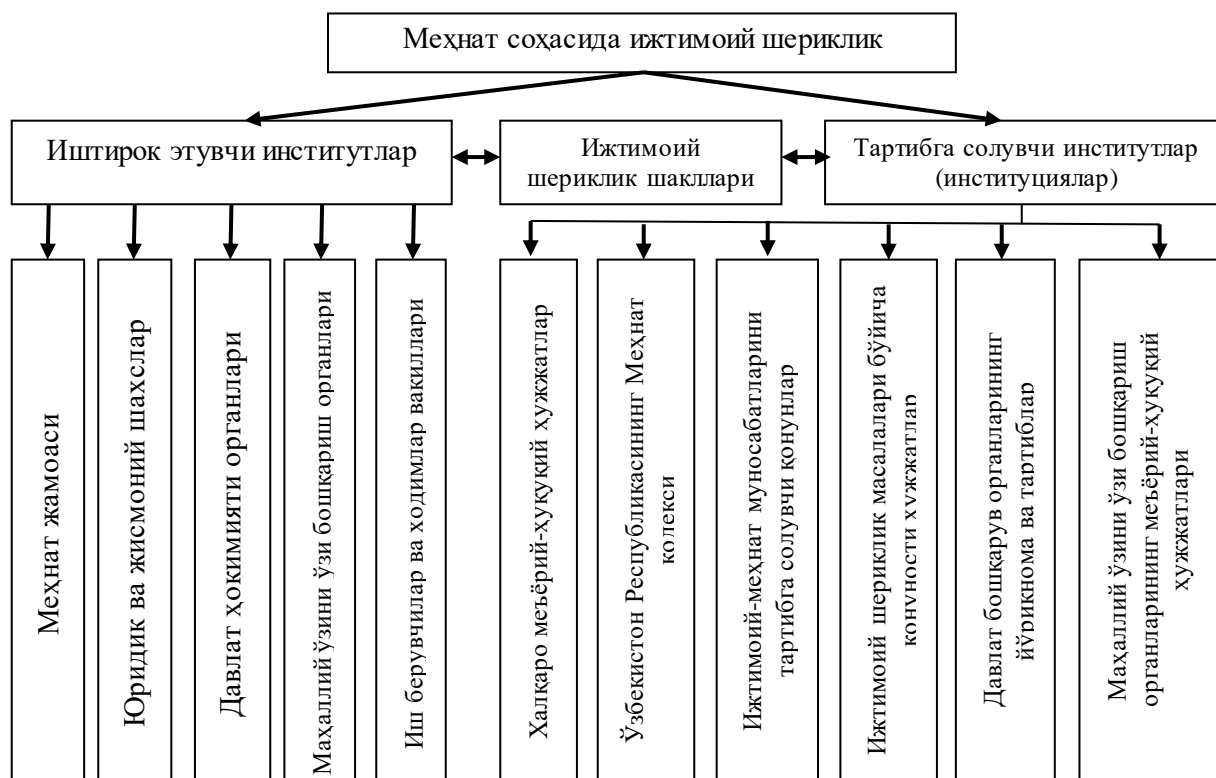 Меҳнат соҳасида ижтимоий шериклик
Иштирок этувчи институтлар
Ижтимоий
шериклик шакллари
Тартибга солувчи институтлар
(институциялар)
Меҳнат жамоаси
Юридик ва жисмоний шахслар
Давлат ҳокимияти органлари
Маҳаллий ўзини ўзи бошқариш органлари
Иш берувчилар ва ходимлар вакиллари
Халқаро меъёрий-ҳуқуқий ҳужжатлар
Ўзбекистон Республикасининг Меҳнат
кодекси
Ижтимоий-меҳнат муносабатларини
тартибга солувчи қонунлар
Ижтимоий шериклик масалалари бўйича
қонуности ҳужжатлар
Давлат бошқарув органларининг
йўриқнома ва тартиблар
Маҳаллий ўзини ўзи бошқариш
органларининг меъёрий-ҳуқуқий
ҳужжатлари